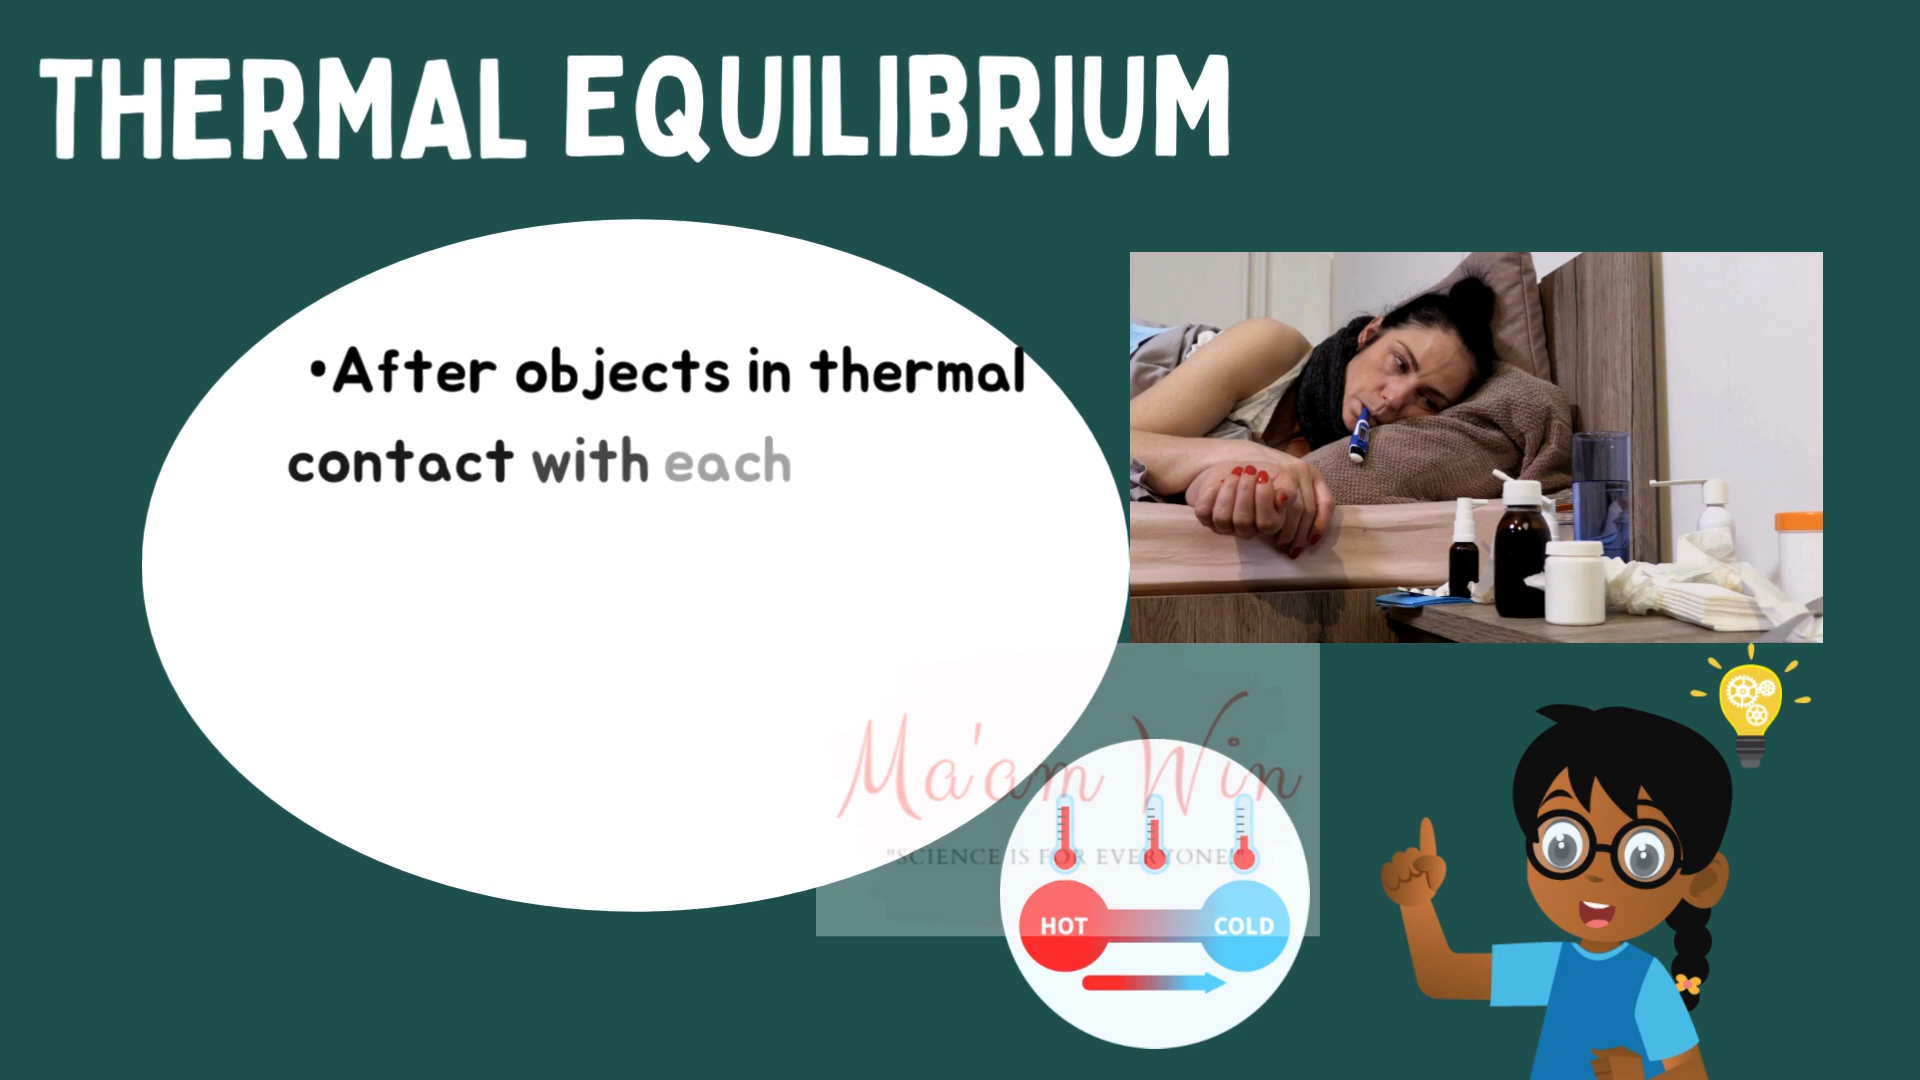 THERMAL EQUILIBRIUM
•After objects in thermal
contact with each
Ma'am Win
"SCIENCE IS FOR EVERYONE!"
HOT
COLD